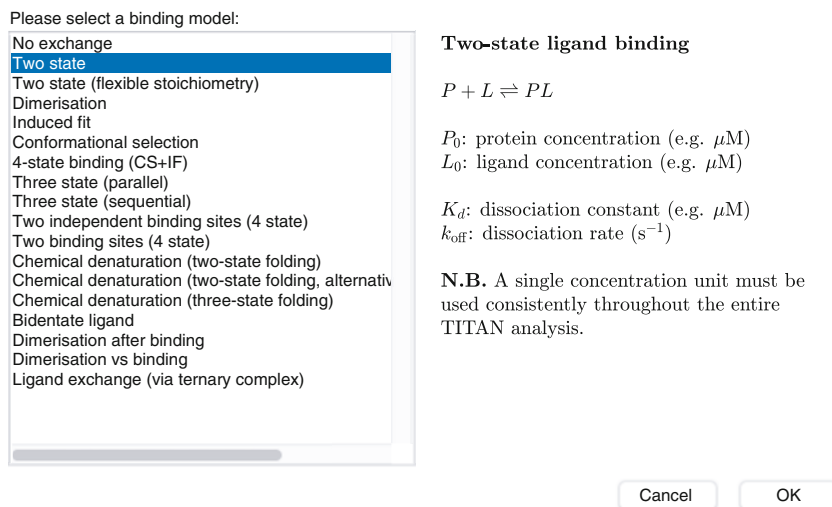 Please select a binding model:
No exchange
Two state
Two state (flexible stoichiometry)
Dimerisation
Induced fit
Conformational selection
4-state binding (CS+IF)
Three state (parallel)
Three state (sequential)
Two independent binding sites (4 state)
Two binding sites (4 state)
Chemical denaturation (two-state folding)
Chemical denaturation (two-state folding, alternativ
Chemical denaturation (three-state folding)
Bidentate ligand
Dimerisation after binding
Dimerisation vs binding
Ligand exchange (via ternary complex)
Two-state ligand binding
P + L ⇌ PL
P₀: protein concentration (e.g. μM)
L₀: ligand concentration (e.g. μM)
K_d: dissociation constant (e.g. μM)
k_off: dissociation rate (s⁻¹)
N.B. A single concentration unit must be
used consistently throughout the entire
TITAN analysis.
Cancel
OK